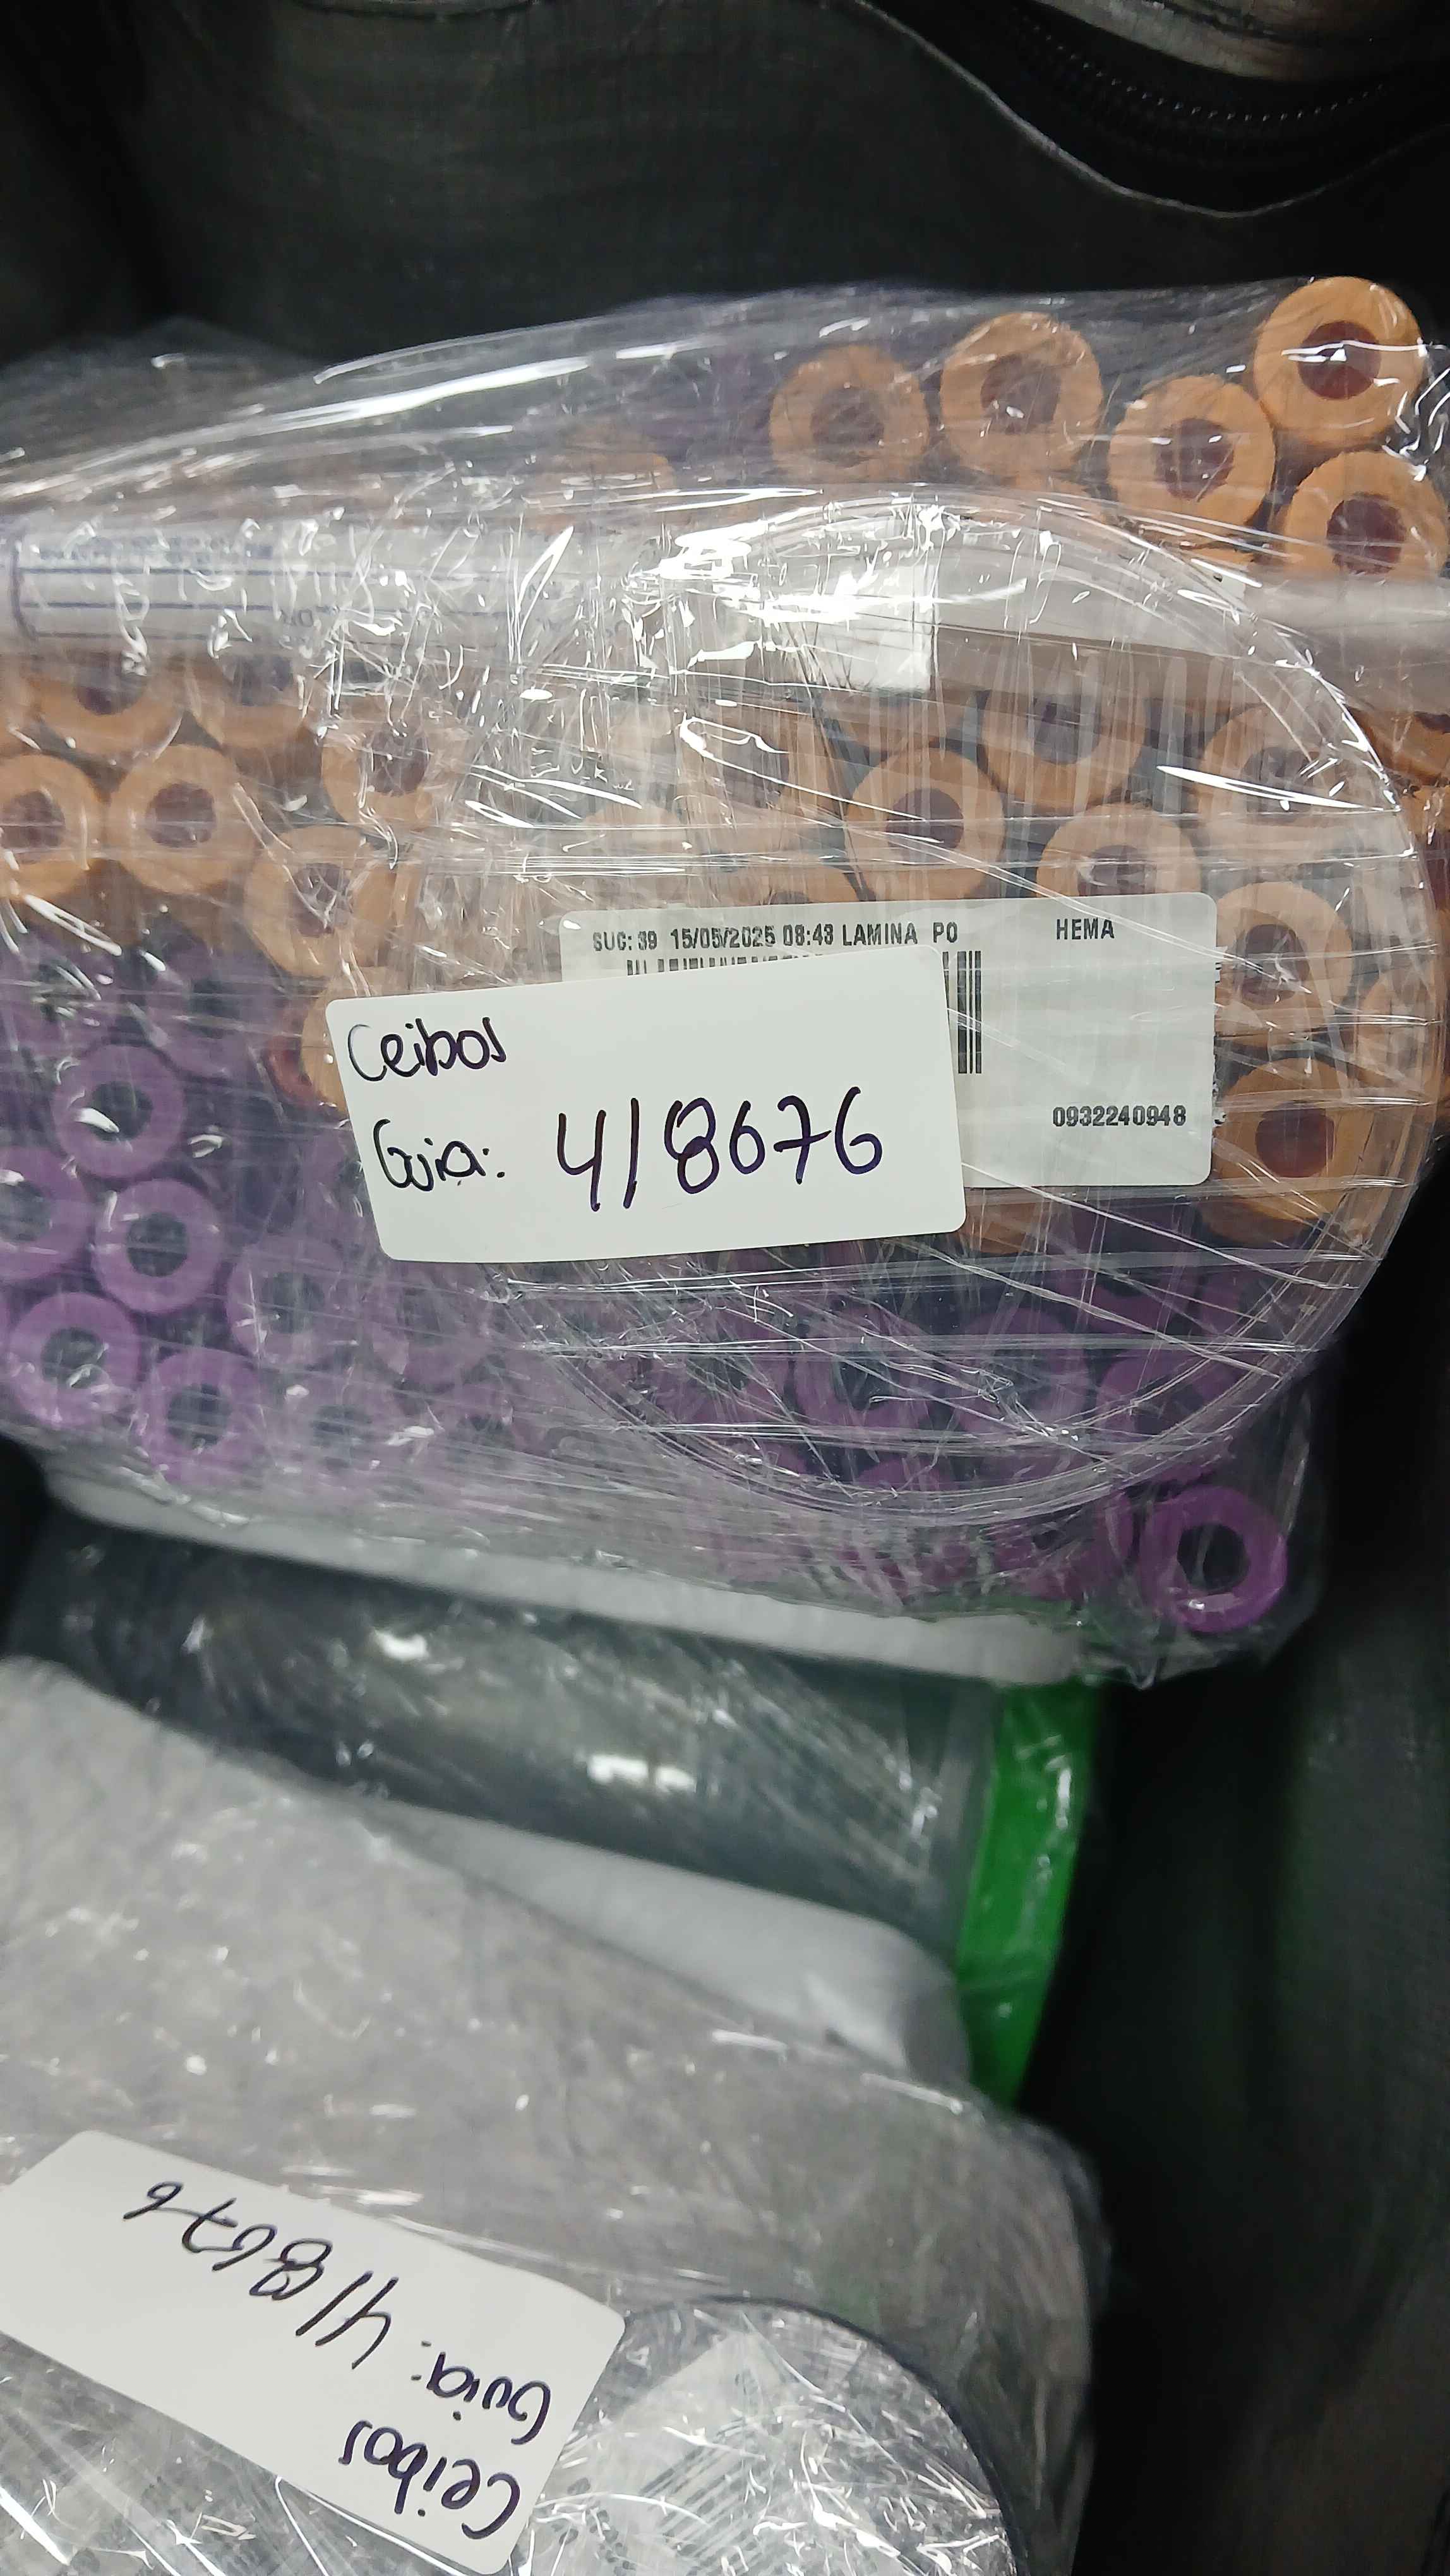 SUC: 39 15/05/2025 08:43 LAMINA PO HEMA
0932240948
Ceibos
Guia: 418676
Ceibos
Guia: 418676